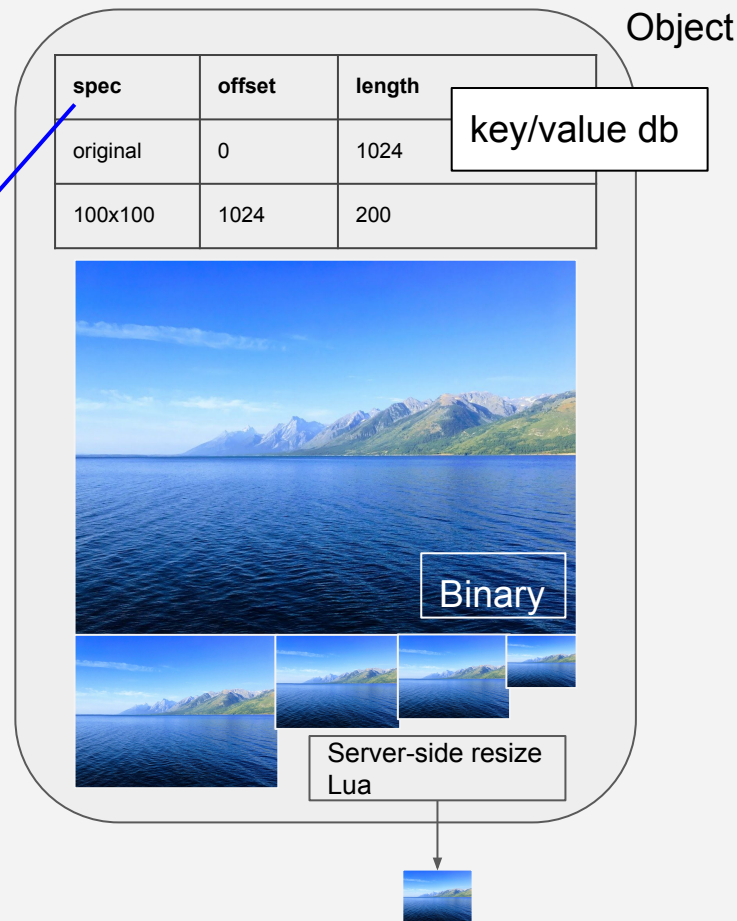 Object
spec offset length
key/value db
original 0 1024
100x100 1024 200
Binary
Server-side resize
Lua